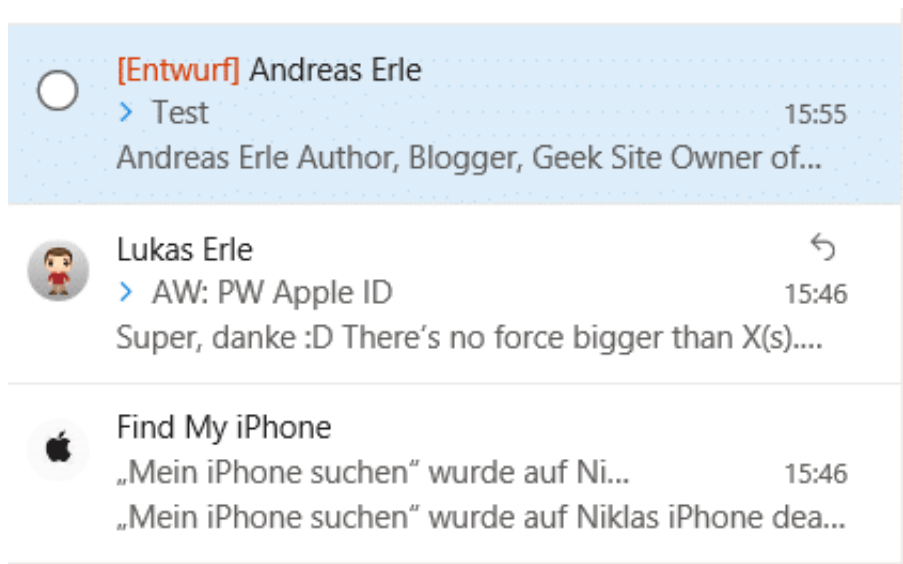 [Entwurf] Andreas Erle
> Test 15:55
Andreas Erle Author, Blogger, Geek Site Owner of...
Lukas Erle
> AW: PW Apple ID 15:46
Super, danke :D There's no force bigger than X(s)....
Find My iPhone
„Mein iPhone suchen“ wurde auf Ni... 15:46
„Mein iPhone suchen“ wurde auf Niklas iPhone dea...